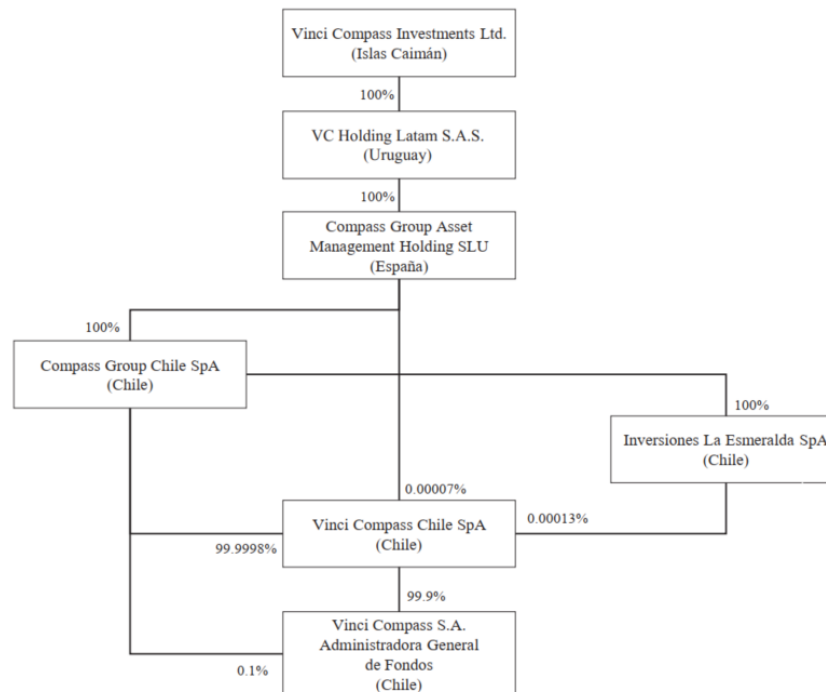 Vinci Compass Investments Ltd.
(Islas Caimán)
100%
VC Holding Latam S.A.S.
(Uruguay)
100%
Compass Group Asset
Management Holding SLU
(España)
100%
Compass Group Chile SpA
(Chile)
100%
Inversiones La Esmeralda SpA
(Chile)
0.00007%
Vinci Compass Chile SpA
(Chile)
0.00013%
99.9998%
99.9%
Vinci Compass S.A.
Administradora General
de Fondos
(Chile)
0.1%